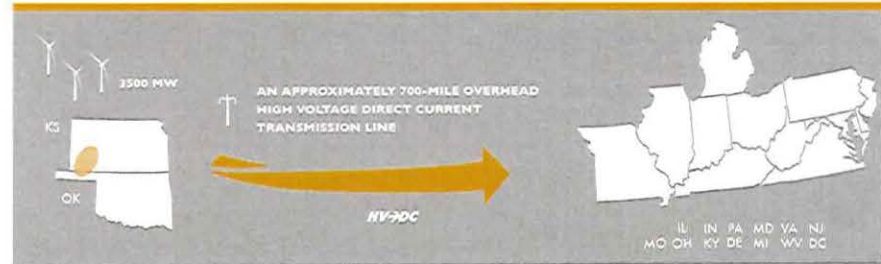 3500 MW
KS
OK
AN APPROXIMATELY 700-MILE OVERHEAD
HIGH VOLTAGE DIRECT CURRENT
TRANSMISSION LINE
HV→DC
IL IN PA MD VA NJ
MO OH KY DE MI WV DC